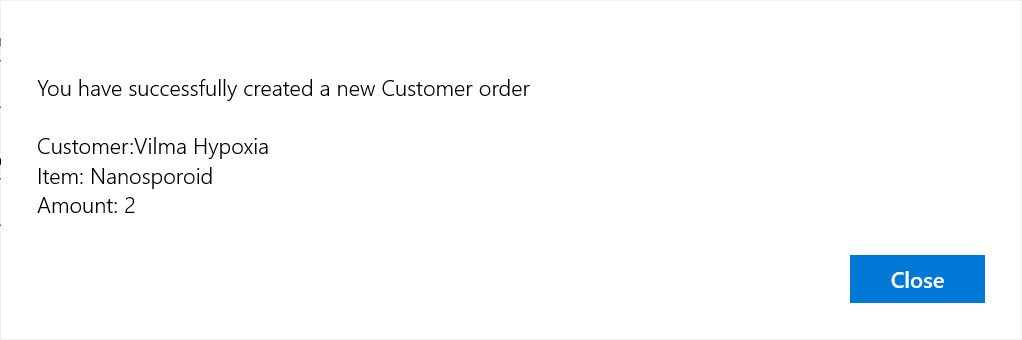 You have successfully created a new Customer order
Customer:Vilma Hypoxia
Item: Nanosporoid
Amount: 2
Close